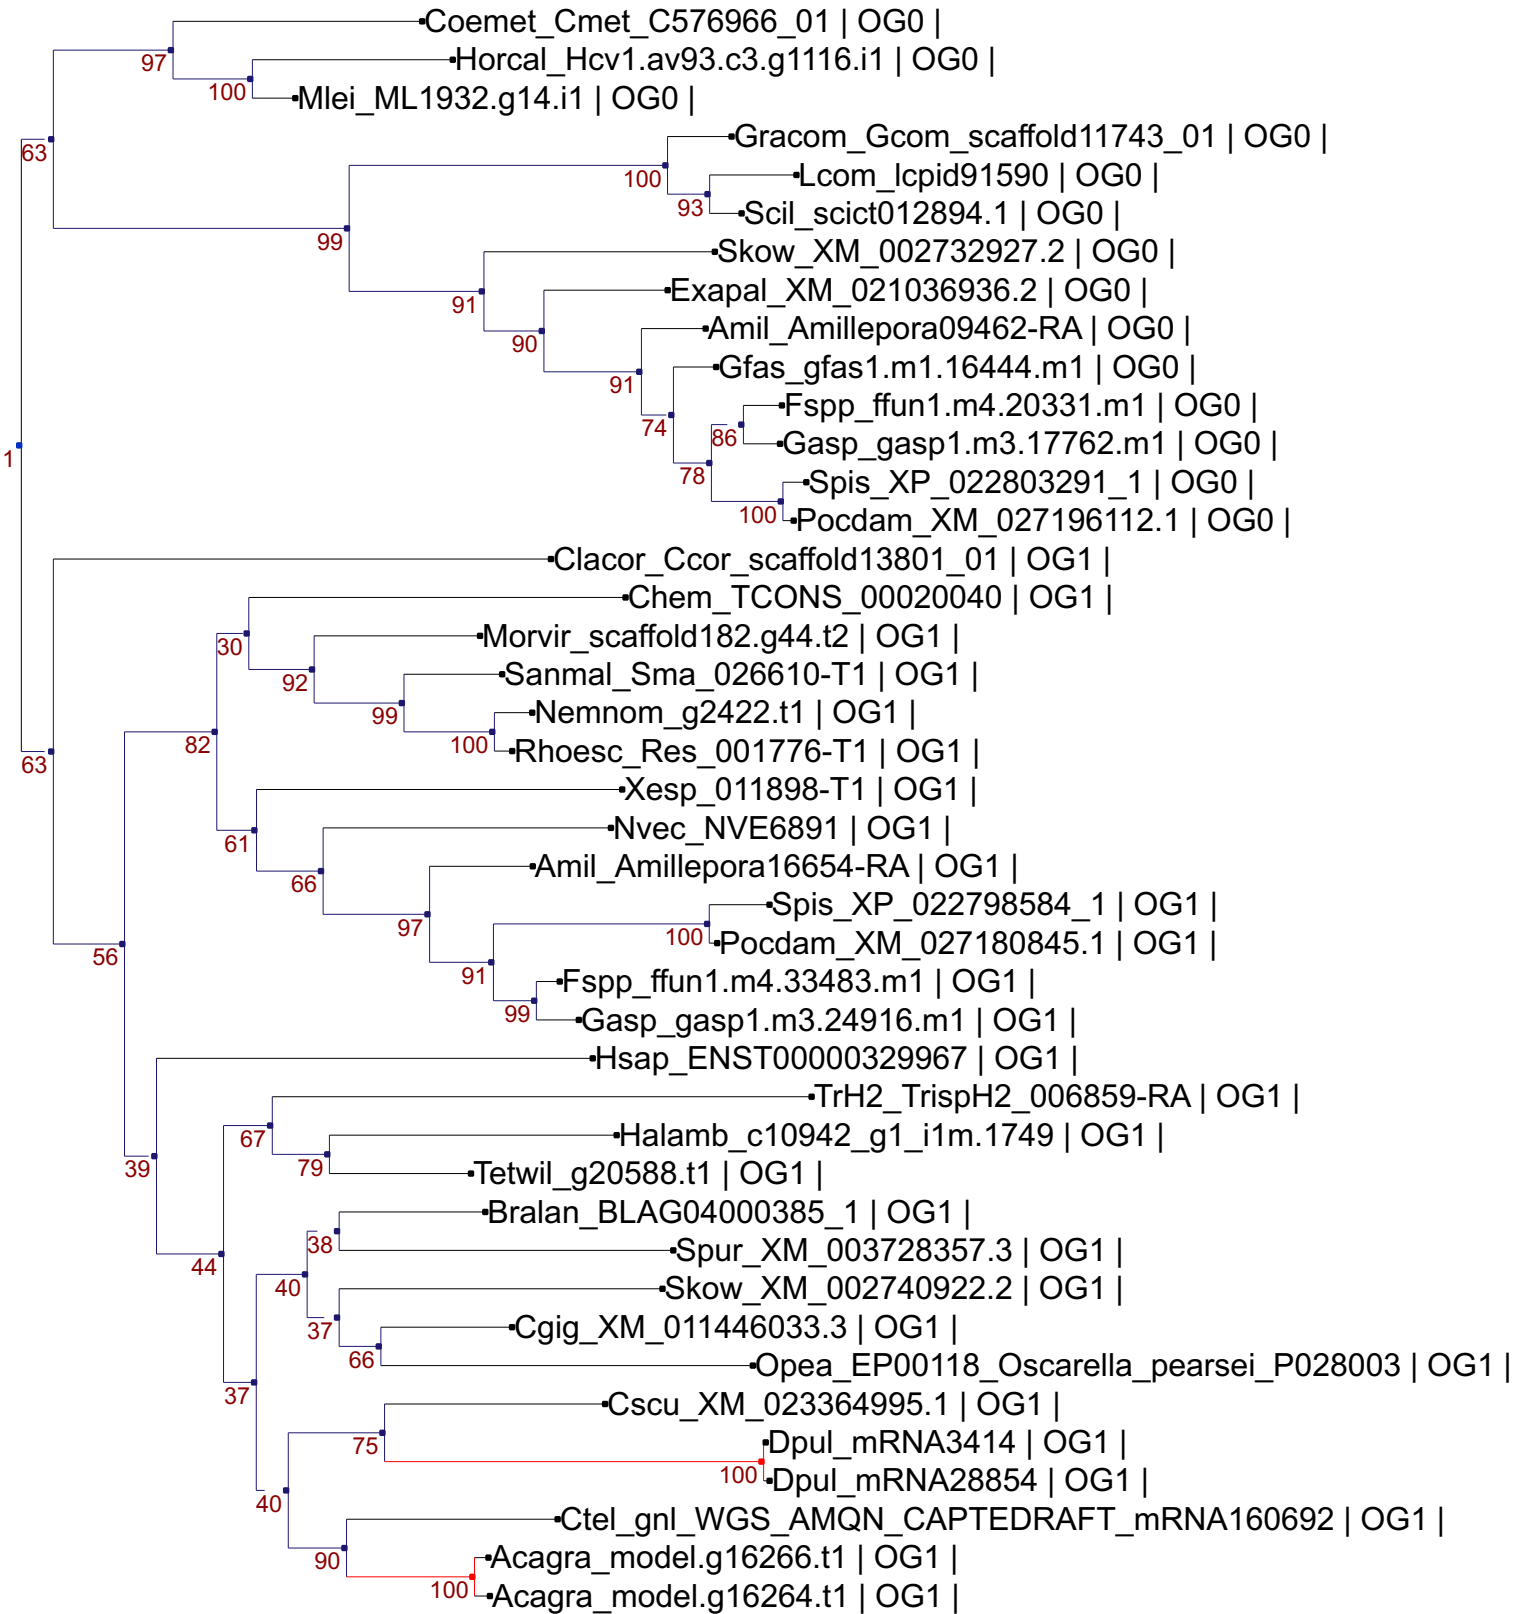 Coemet_Cmet_C576966_01 | OG0 |
97
Horcal_Hcv1.av93.c3.g1116.i1 | OG0 |
100
Mlei_ML1932.g14.i1 | OG0 |
63
Gracom_Gcom_scaffold11743_01 | OG0 |
100
Lcom_lcpid91590 | OG0 |
93
Scil_scict012894.1 | OG0 |
99
Skow_XM_002732927.2 | OG0 |
91
Exapal_XM_021036936.2 | OG0 |
90
Amil_Amillepora09462-RA | OG0 |
91
Gfas_gfas1.m1.16444.m1 | OG0 |
74
Fspp_ffun1.m4.20331.m1 | OG0 |
86
Gasp_gasp1.m3.17762.m1 | OG0 |
1
78
Spis_XP_022803291_1 | OG0 |
100
Pocdam_XM_027196112.1 | OG0 |
Clacor_Ccor_scaffold13801_01 | OG1 |
Chem_TCONS_00020040 | OG1 |
30
Morvir_scaffold182.g44.t2 | OG1 |
92
Sanmal_Sma_026610-T1 | OG1 |
99
Nemnom_g2422.t1 | OG1 |
82
100
Rhoesc_Res_001776-T1 | OG1 |
63
Xesp_011898-T1 | OG1 |
61
Nvec_NVE6891 | OG1 |
66
Amil_Amillepora16654-RA | OG1 |
97
Spis_XP_022798584_1 | OG1 |
100
Pocdam_XM_027180845.1 | OG1 |
56
91
Fspp_ffun1.m4.33483.m1 | OG1 |
99
Gasp_gasp1.m3.24916.m1 | OG1 |
Hsap_ENST00000329967 | OG1 |
TrH2_TrispH2_006859-RA | OG1 |
67
Halamb_c10942_g1_i1m.1749 | OG1 |
39
79
Tetwil_g20588.t1 | OG1 |
Bralan_BLAG04000385_1 | OG1 |
38
Spur_XM_003728357.3 | OG1 |
44
40
Skow_XM_002740922.2 | OG1 |
37
Cgig_XM_011446033.3 | OG1 |
66
Opea_EP00118_Oscarella_pearsei_P028003 | OG1 |
37
Cscu_XM_023364995.1 | OG1 |
75
Dpul_mRNA3414 | OG1 |
100
Dpul_mRNA28854 | OG1 |
40
Ctel_gnl_WGS_AMQN_CAPTEDRAFT_mRNA160692 | OG1 |
90
Acagra_model.g16266.t1 | OG1 |
100
Acagra_model.g16264.t1 | OG1 |